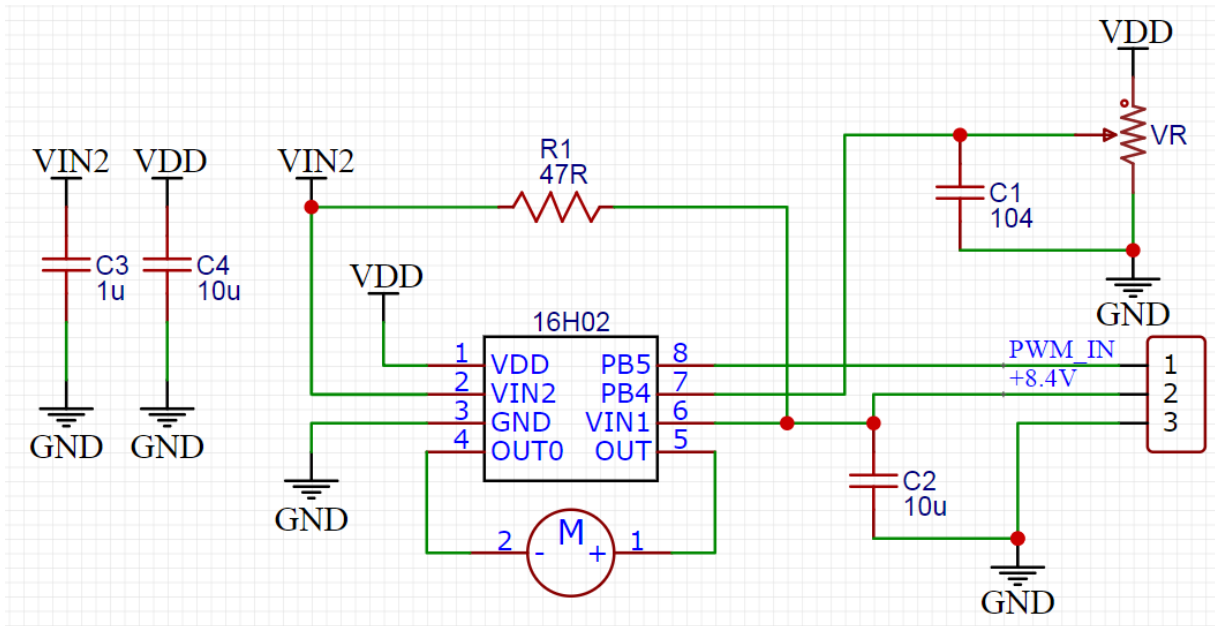 VDD
VR
C1
104
GND
VIN2
VDD
C3
1u
C4
10u
GND
GND
VIN2
R1
47R
VDD
16H02
1
VDD
2
VIN2
3
GND
4
OUT0
PB5
8
PB4
7
VIN1
6
OUT
5
GND
2
-
M
+
1
PWM_IN
+8.4V
1
2
3
C2
10u
GND